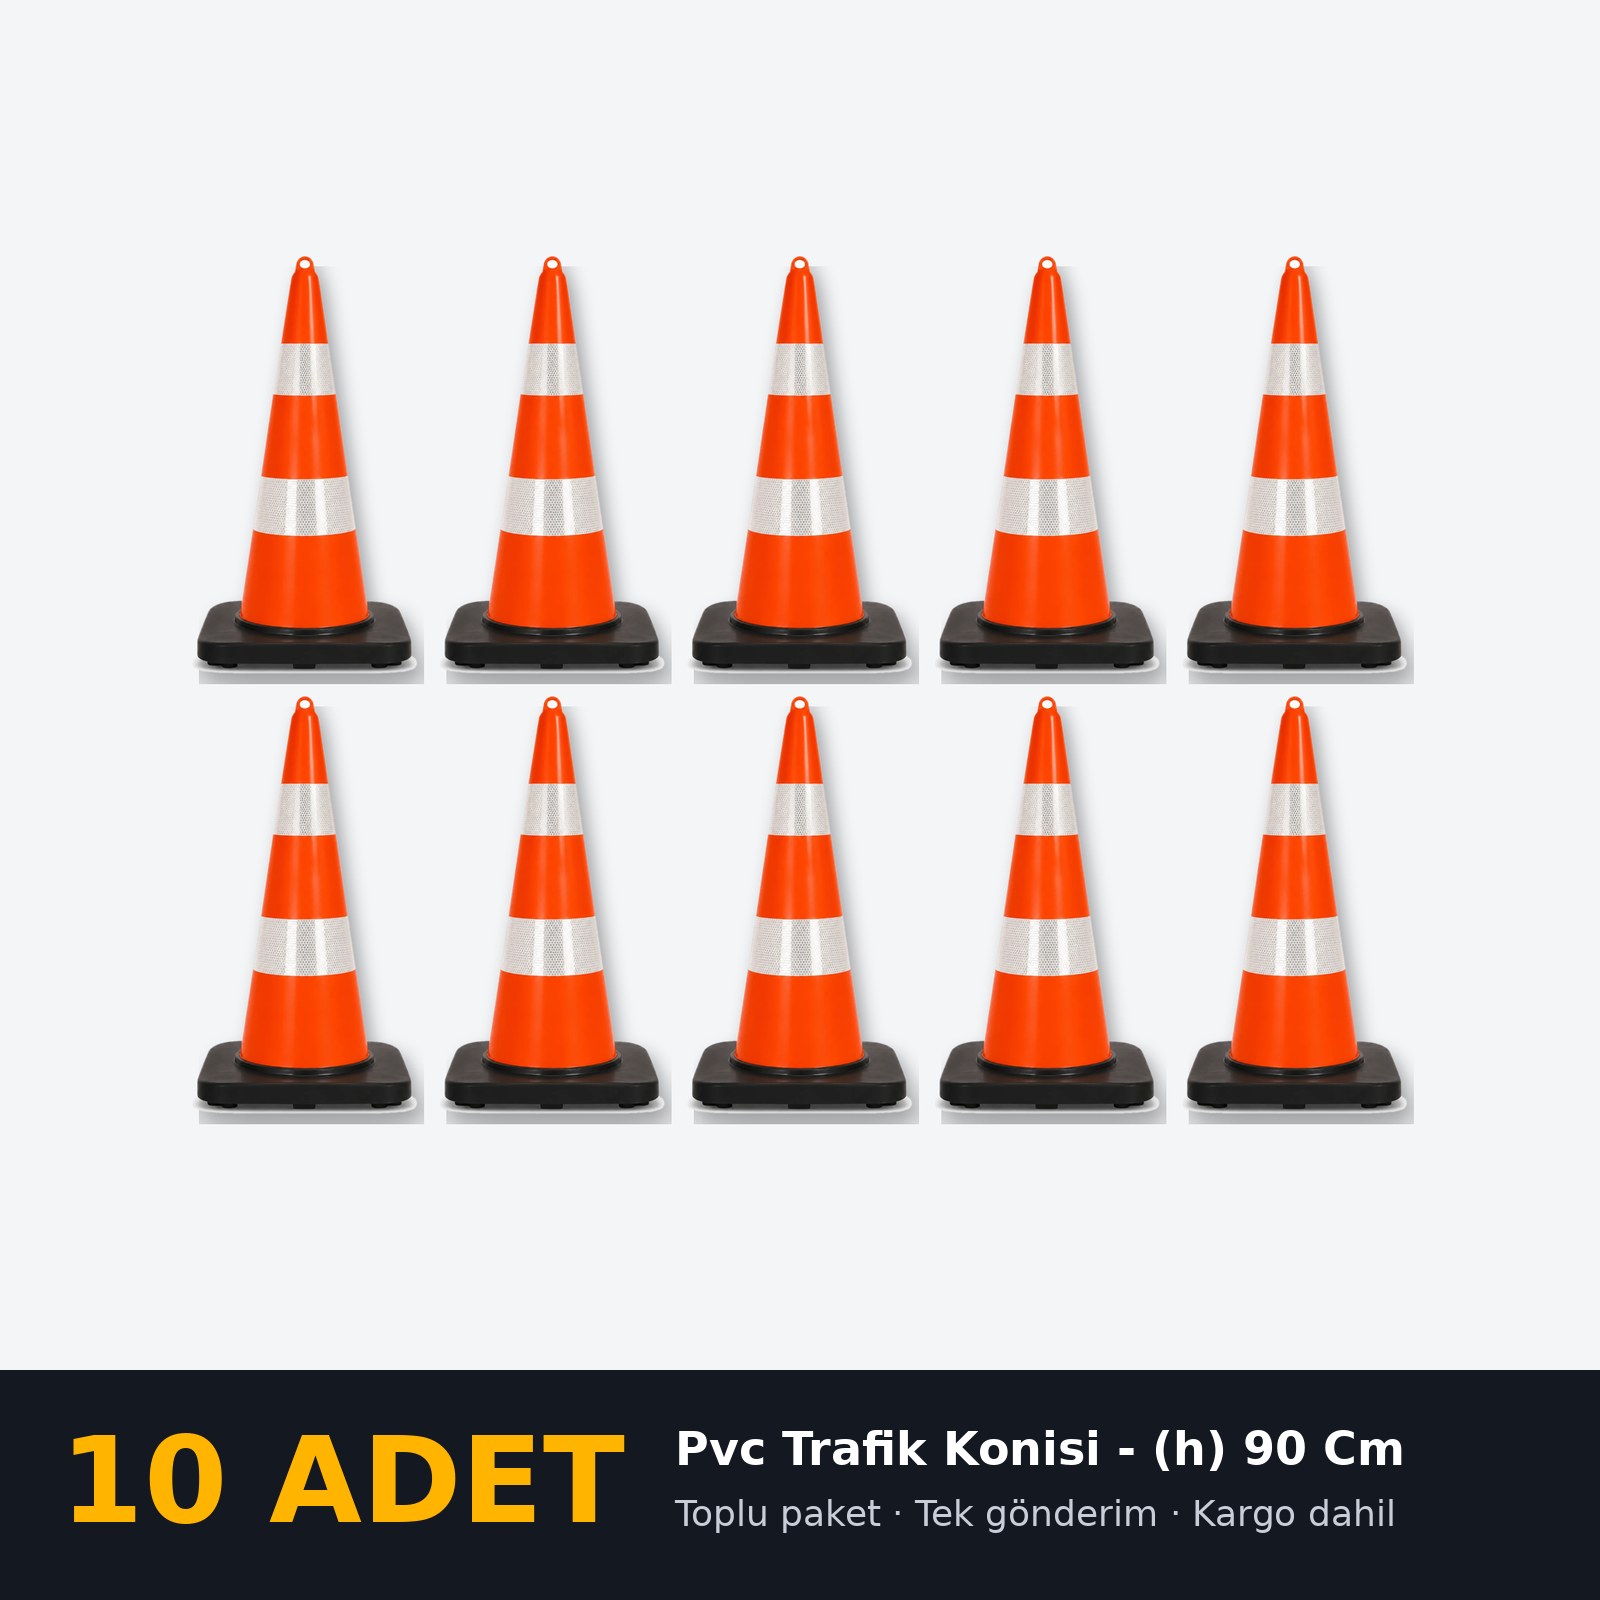 10 ADET
Pvc Trafik Konisi - (h) 90 Cm
Toplu paket · Tek gönderim · Kargo dahil